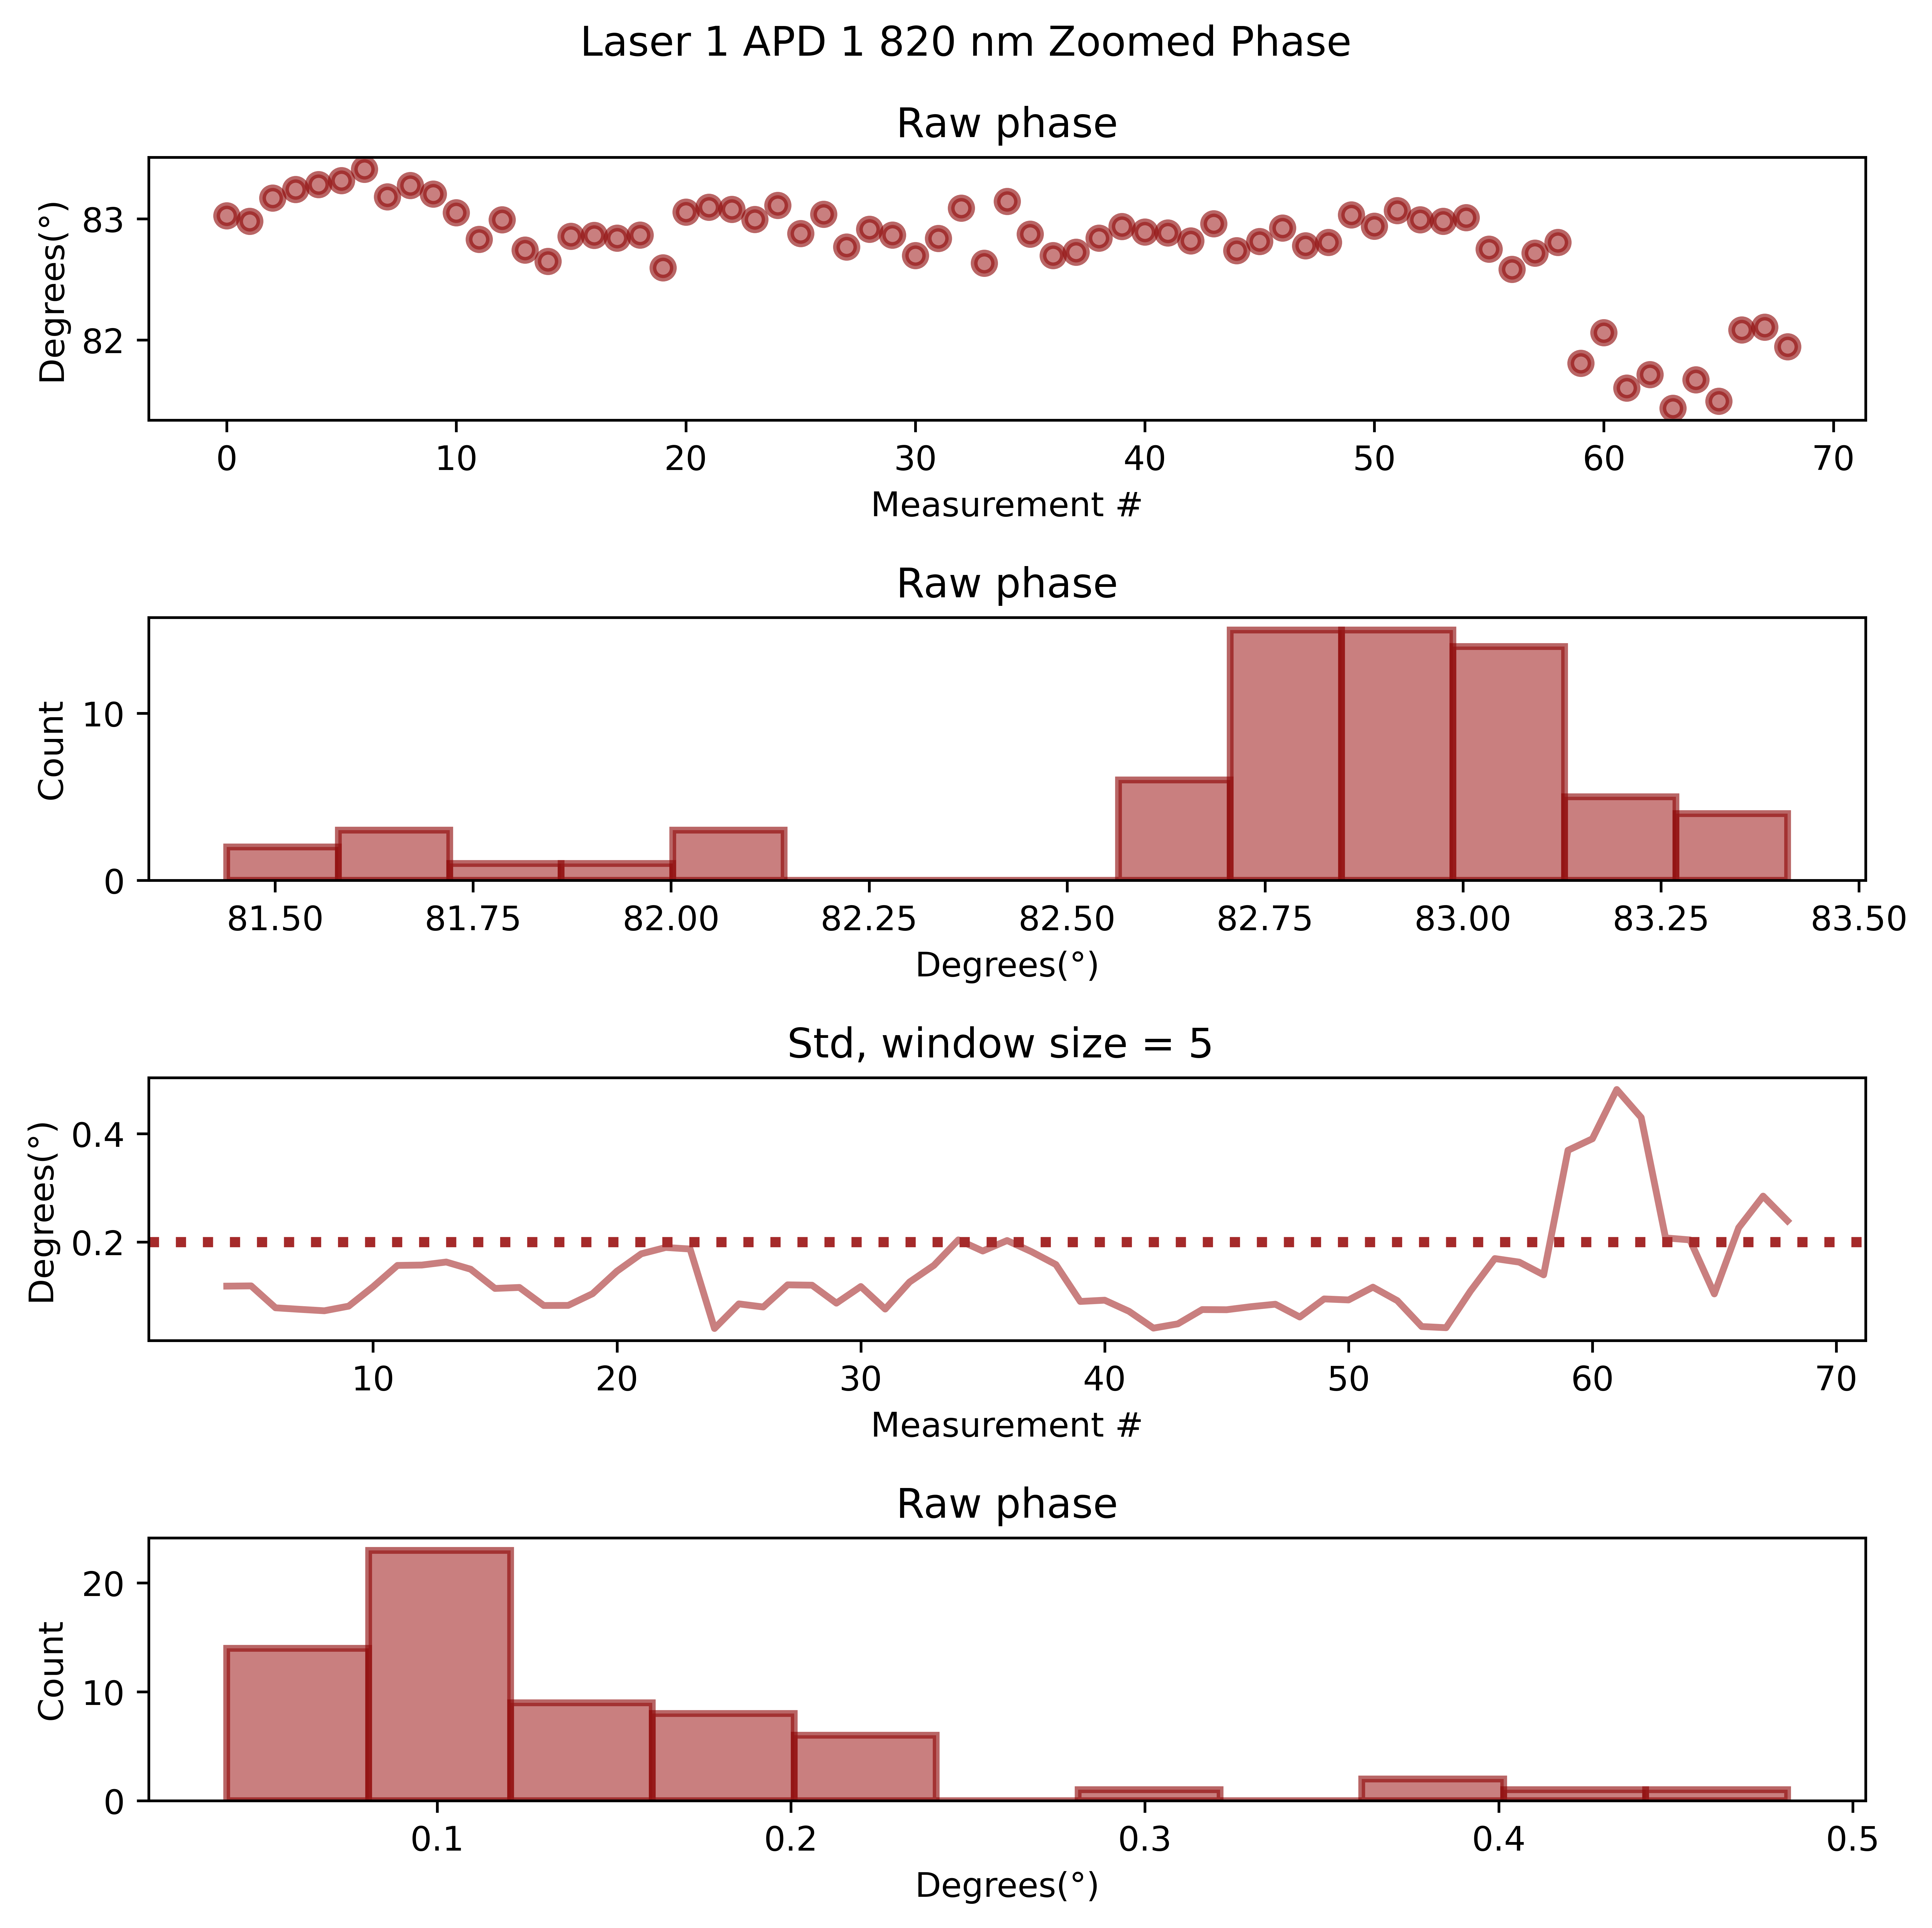 Laser 1 APD 1 820 nm Zoomed Phase
Raw phase
Degrees(°)
83
82
0 10 20 30 40 50 60 70
Measurement #
Raw phase
Count
10
0
81.50 81.75 82.00 82.25 82.50 82.75 83.00 83.25 83.50
Degrees(°)
Std, window size = 5
Degrees(°)
0.4
0.2
10 20 30 40 50 60 70
Measurement #
Raw phase
Count
20
10
0
0.1 0.2 0.3 0.4 0.5
Degrees(°)